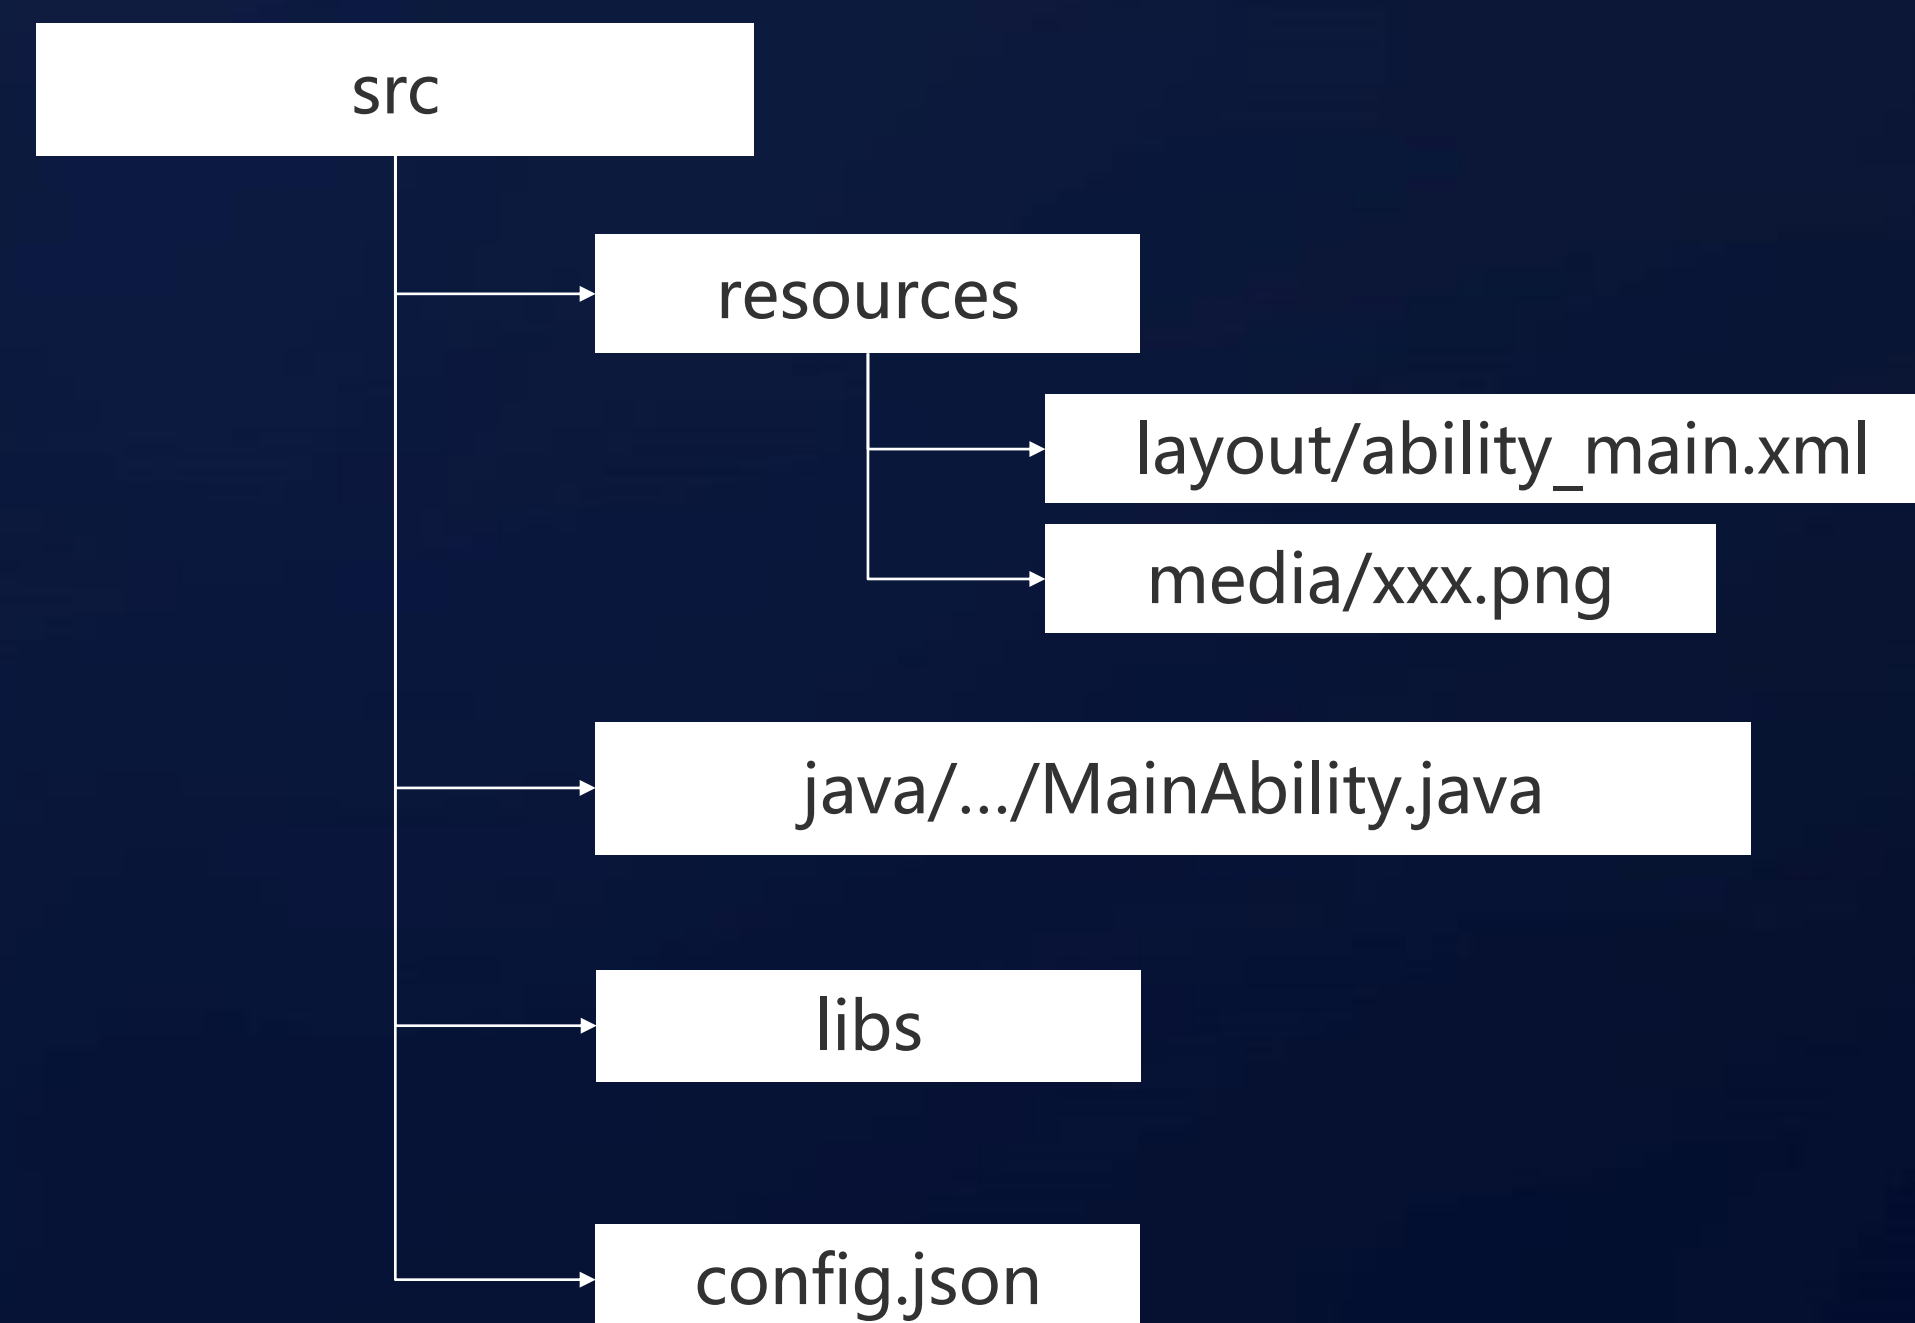 src
resources
layout/ability_main.xml
media/xxx.png
java/.../MainAbility.java
libs
config.json